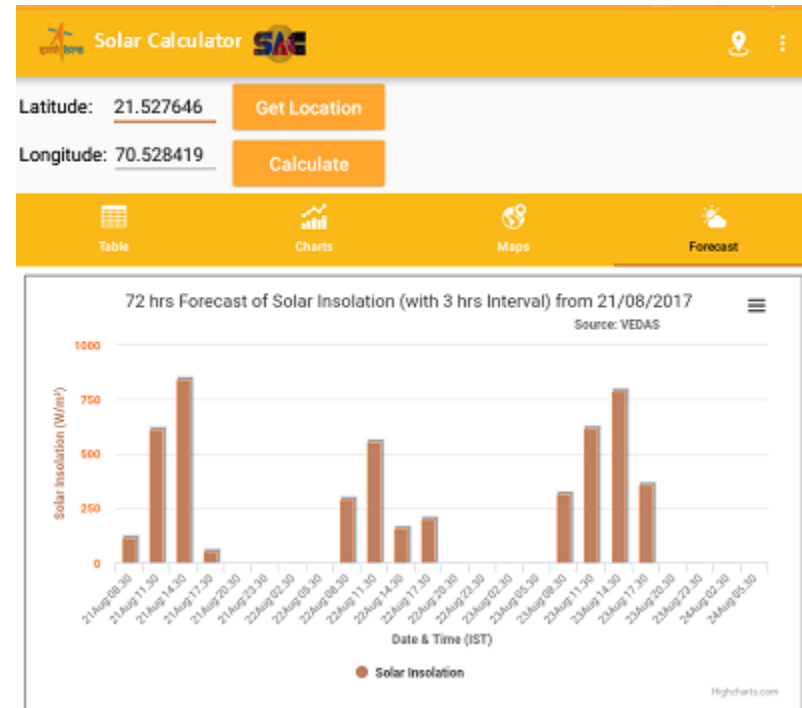 Solar Calculator SAC
Latitude: 21.527646 Get Location
Longitude: 70.528419 Calculate
Table Charts Maps Forecast
72 hrs Forecast of Solar Insolation (with 3 hrs Interval) from 21/08/2017
Source: VEDAS
1000
750
500
250
0
Solar Insolation (W/m²)
21Aug:08.30 21Aug:11.30 21Aug:14.30 21Aug:17.30 21Aug:20.30 21Aug:23.30 22Aug:02.30 22Aug:05.30 22Aug:08.30 22Aug:11.30 22Aug:14.30 22Aug:17.30 22Aug:20.30 22Aug:23.30 23Aug:02.30 23Aug:05.30 23Aug:08.30 23Aug:11.30 23Aug:14.30 23Aug:17.30 23Aug:20.30 23Aug:23.30 24Aug:02.30 24Aug:05.30
Date & Time (IST)
Solar Insolation
Highcharts.com